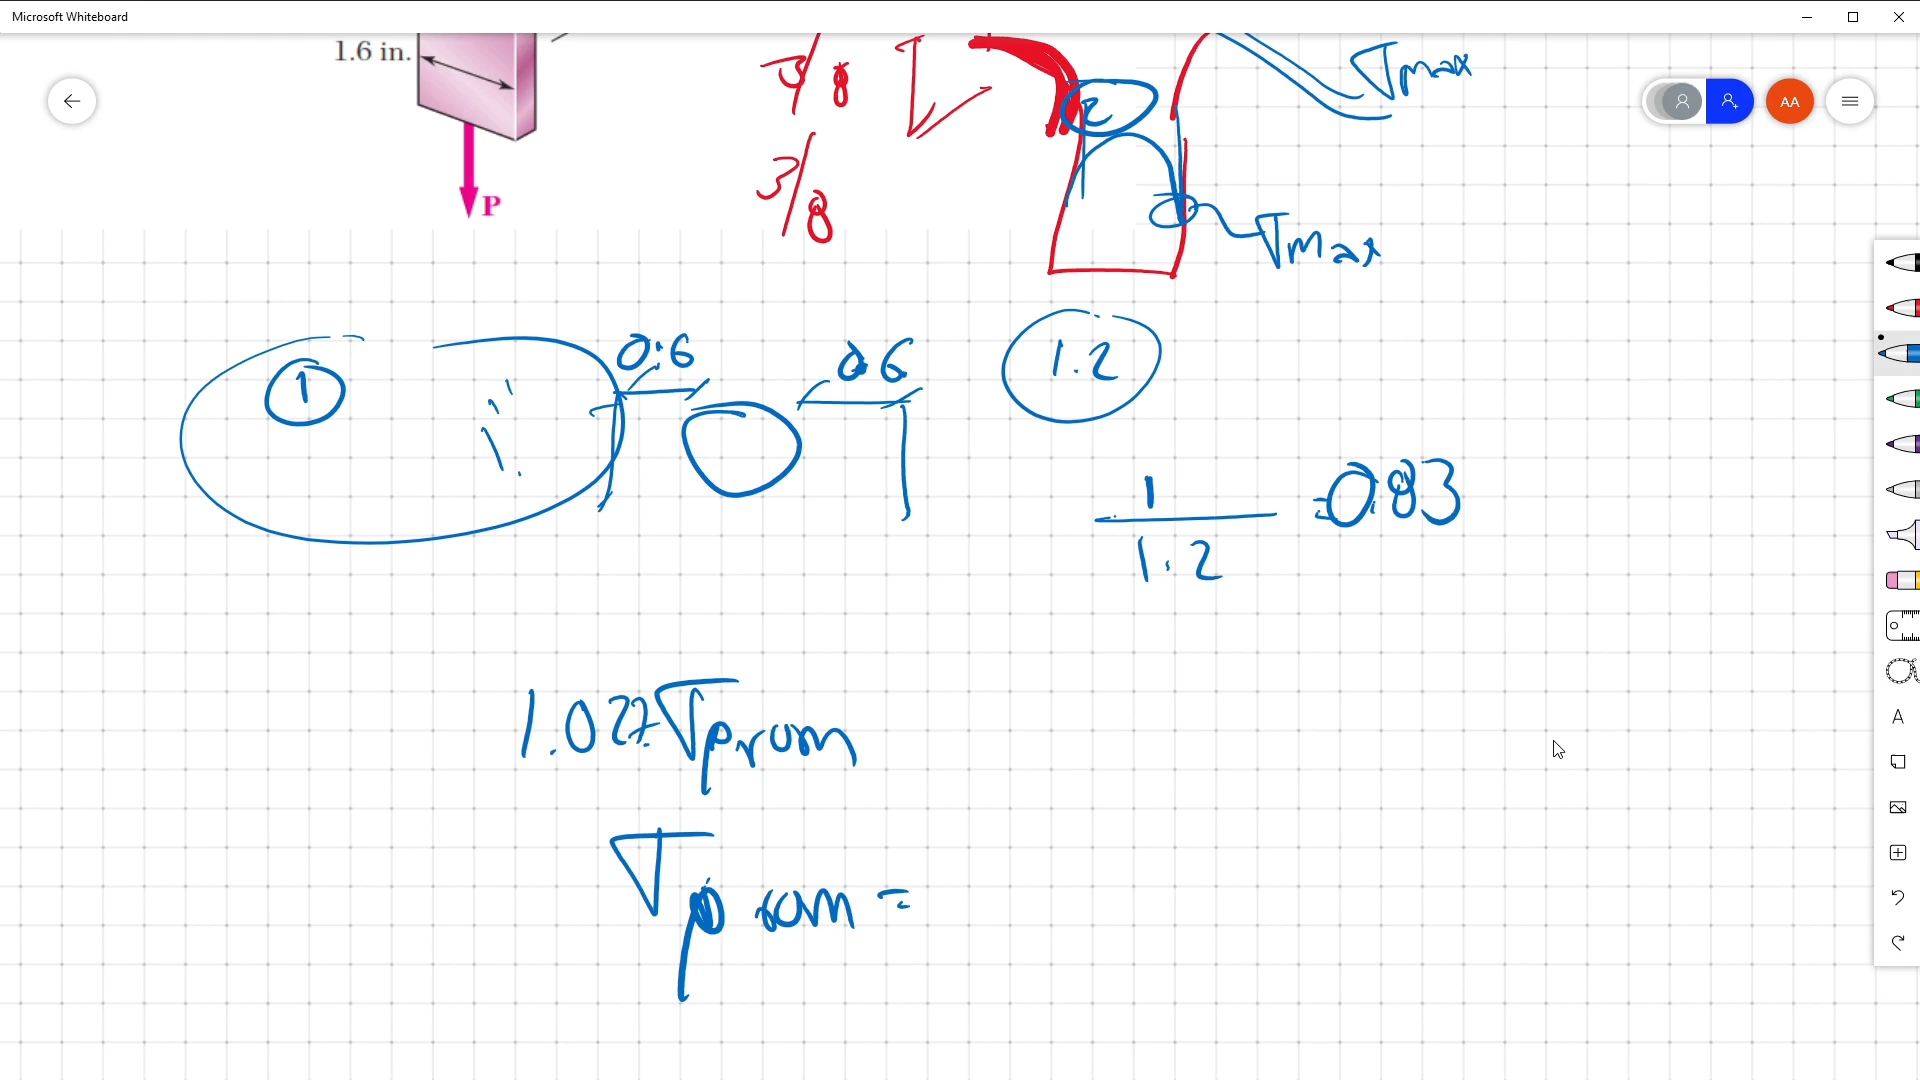 Microsoft Whiteboard
1.6 in.
P
3/8
3/8
2
σmax
σmax
AA
1
0.6
0.6
1.2
1
1.2
=0.83
1.027σprom
σprom =
A